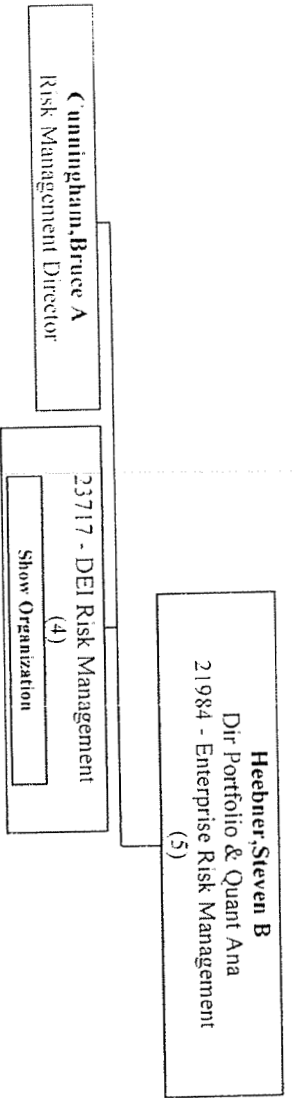 Heebner,Steven B
Dir Portfolio & Quant Ana
21984 - Enterprise Risk Management
(5)
Cunningham,Bruce A
Risk Management Director
23717 - DEI Risk Management
(4)
Show Organization